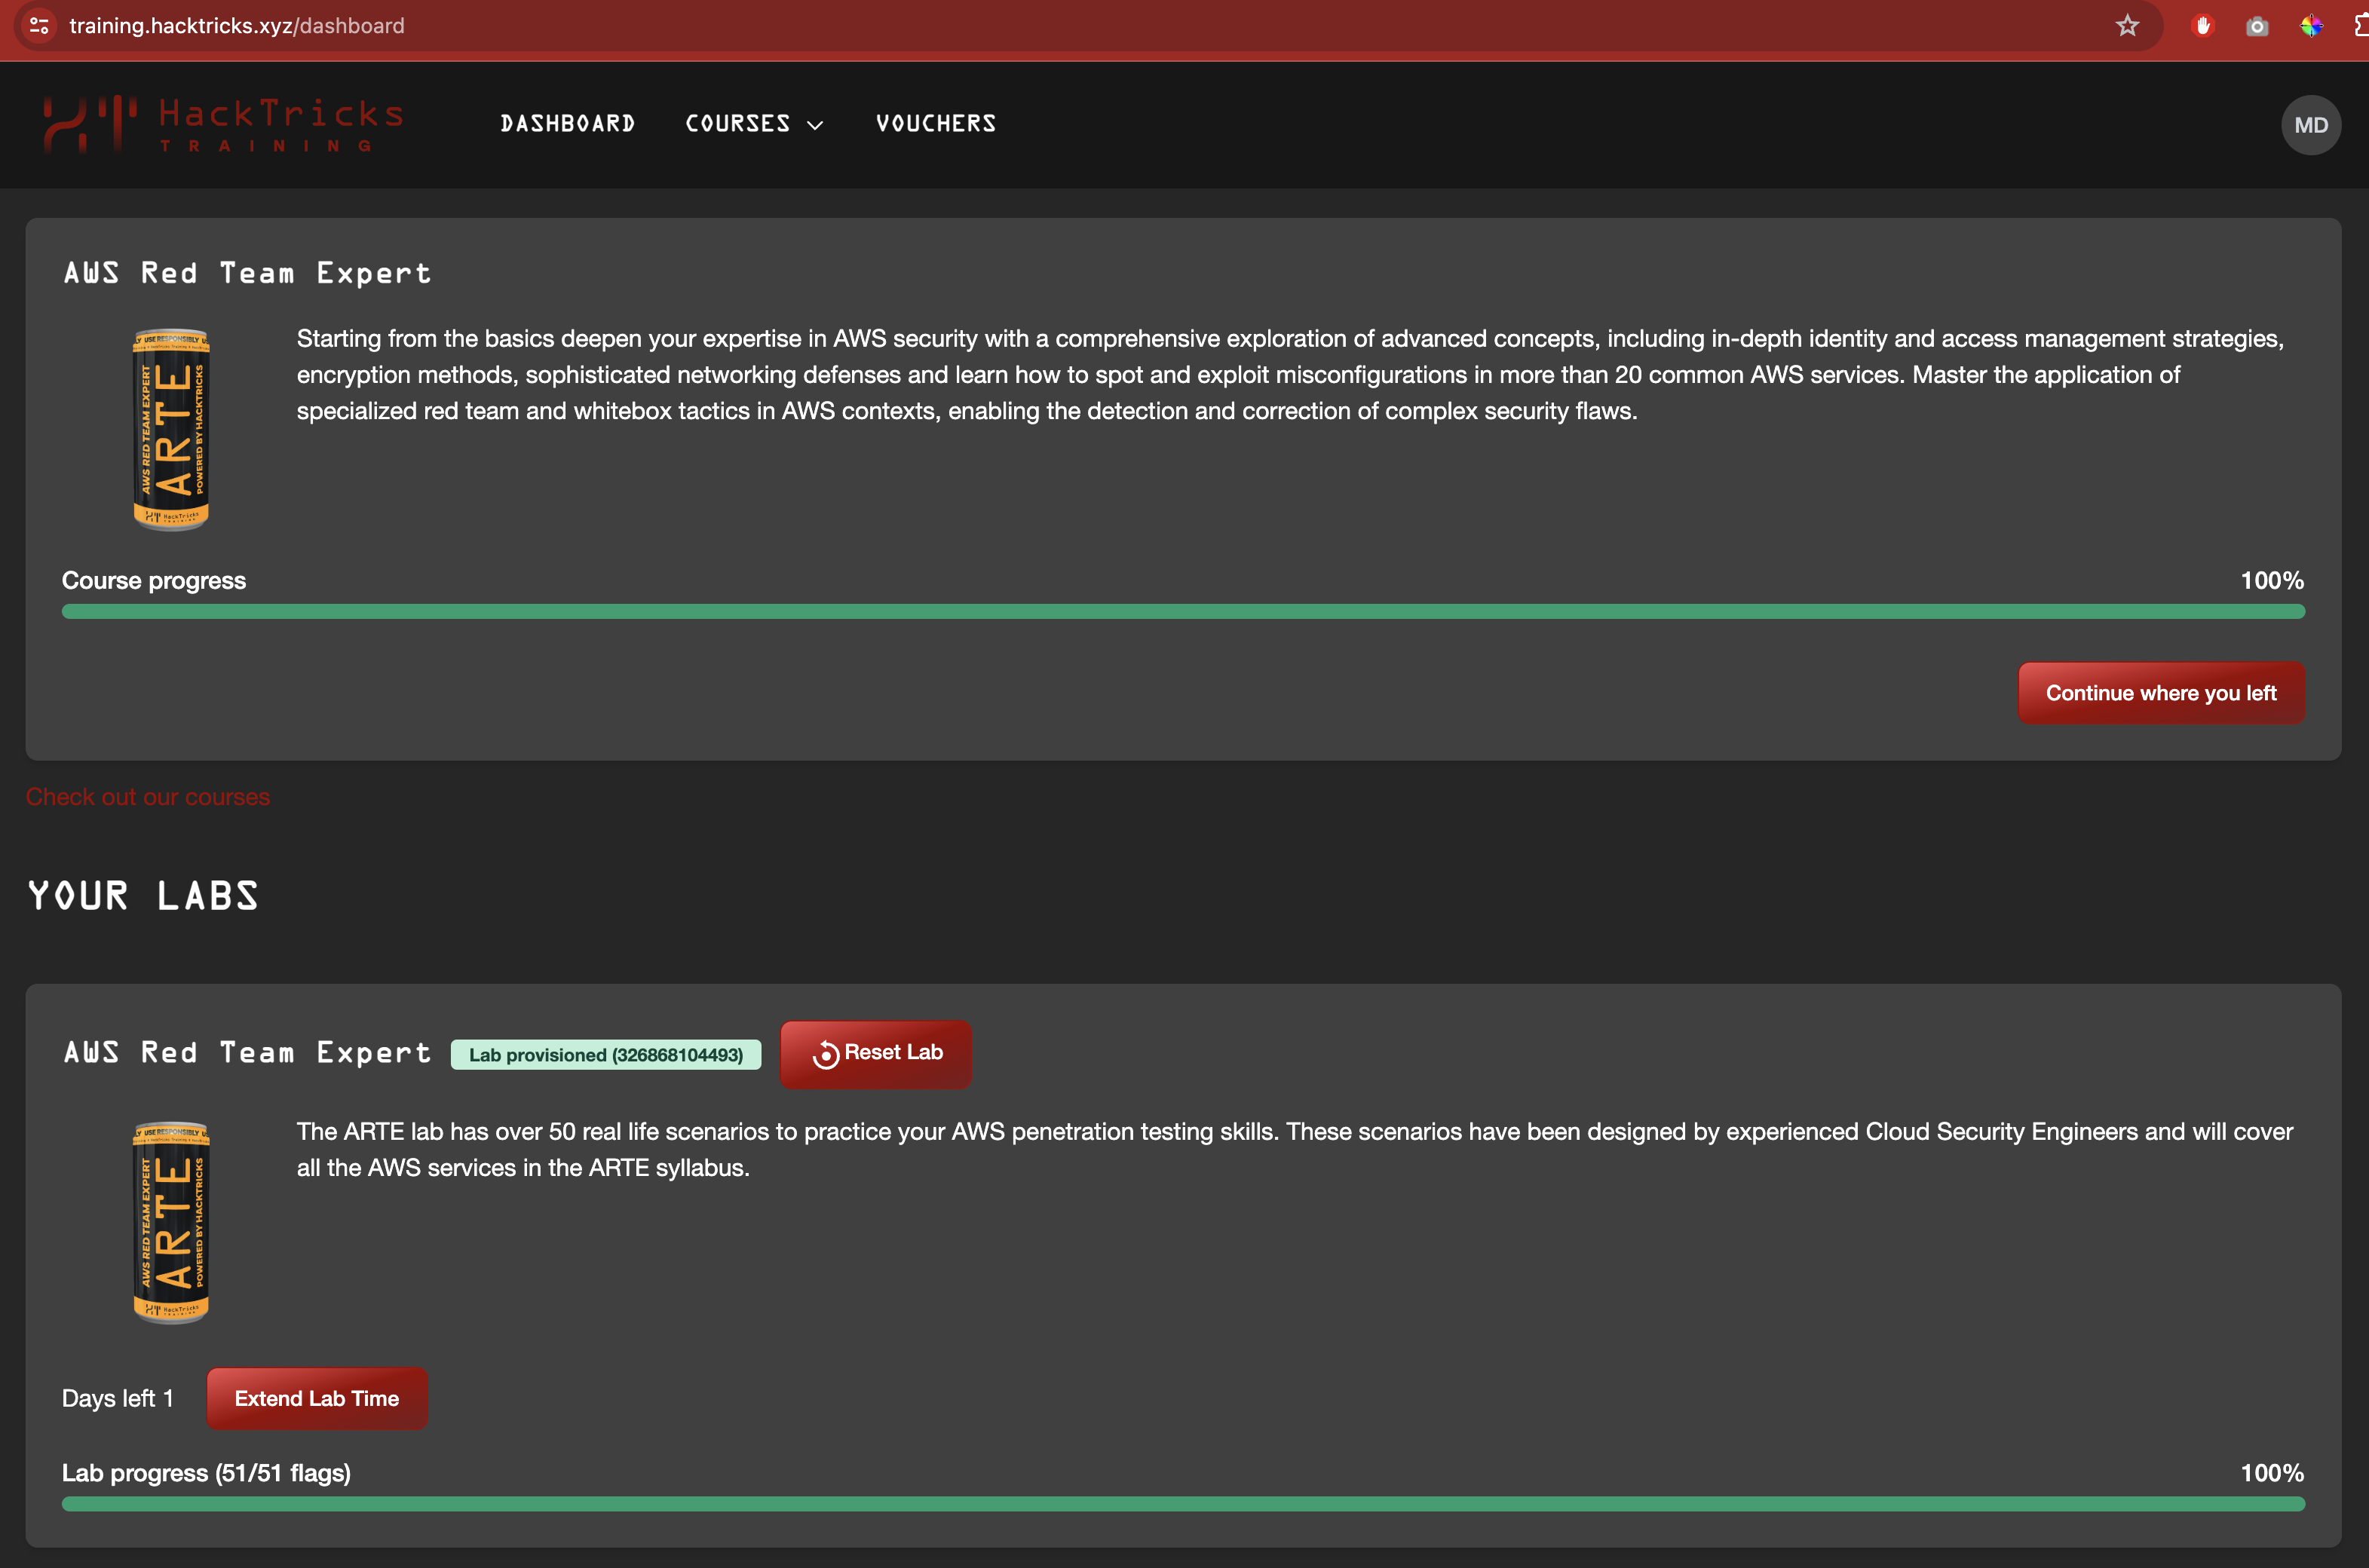 training.hacktricks.xyz/dashboard
HackTricks
TRAINING
DASHBOARD
COURSES
VOUCHERS
MD
AWS Red Team Expert
USE RESPONSIBLY
AWS RED TEAM EXPERT
ARTE
POWERED BY HACKTRICKS
HackTricks
TRAINING
Starting from the basics deepen your expertise in AWS security with a comprehensive exploration of advanced concepts, including in-depth identity and access management strategies,
encryption methods, sophisticated networking defenses and learn how to spot and exploit misconfigurations in more than 20 common AWS services. Master the application of
specialized red team and whitebox tactics in AWS contexts, enabling the detection and correction of complex security flaws.
Course progress
100%
Continue where you left
Check out our courses
YOUR LABS
AWS Red Team Expert
Lab provisioned (326868104493)
Reset Lab
USE RESPONSIBLY
AWS RED TEAM EXPERT
ARTE
POWERED BY HACKTRICKS
HackTricks
TRAINING
The ARTE lab has over 50 real life scenarios to practice your AWS penetration testing skills. These scenarios have been designed by experienced Cloud Security Engineers and will cover
all the AWS services in the ARTE syllabus.
Days left 1
Extend Lab Time
Lab progress (51/51 flags)
100%